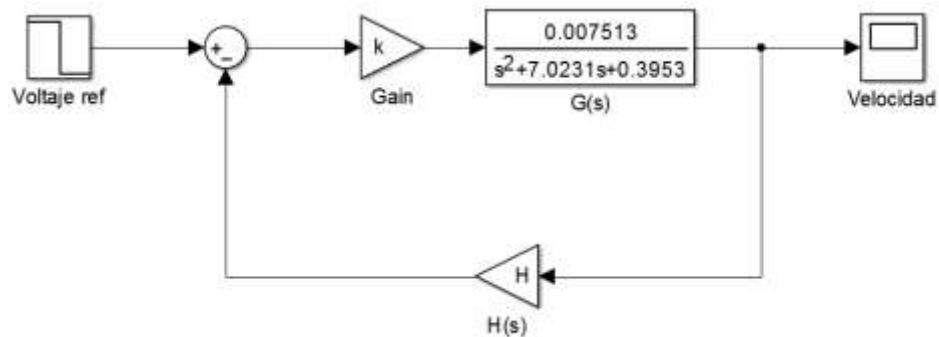 Voltaje ref
+
−
k
Gain
0.007513
s²+7.0231s+0.3953
G(s)
Velocidad
H
H(s)